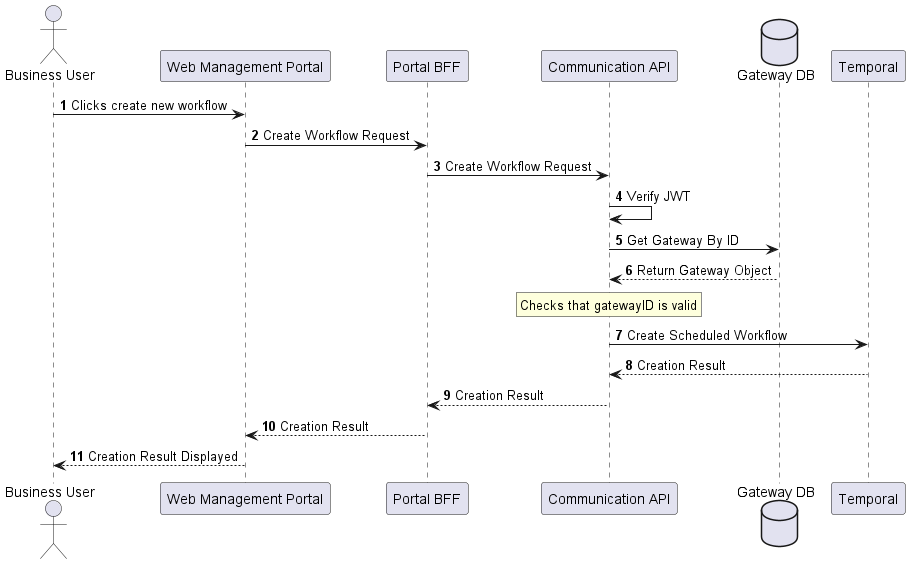 Business User
Web Management Portal
Portal BFF
Communication API
Gateway DB
Temporal
1 Clicks create new workflow
2 Create Workflow Request
3 Create Workflow Request
4 Verify JWT
5 Get Gateway By ID
6 Return Gateway Object
Checks that gatewayID is valid
7 Create Scheduled Workflow
8 Creation Result
9 Creation Result
10 Creation Result
11 Creation Result Displayed
Business User
Web Management Portal
Portal BFF
Communication API
Gateway DB
Temporal